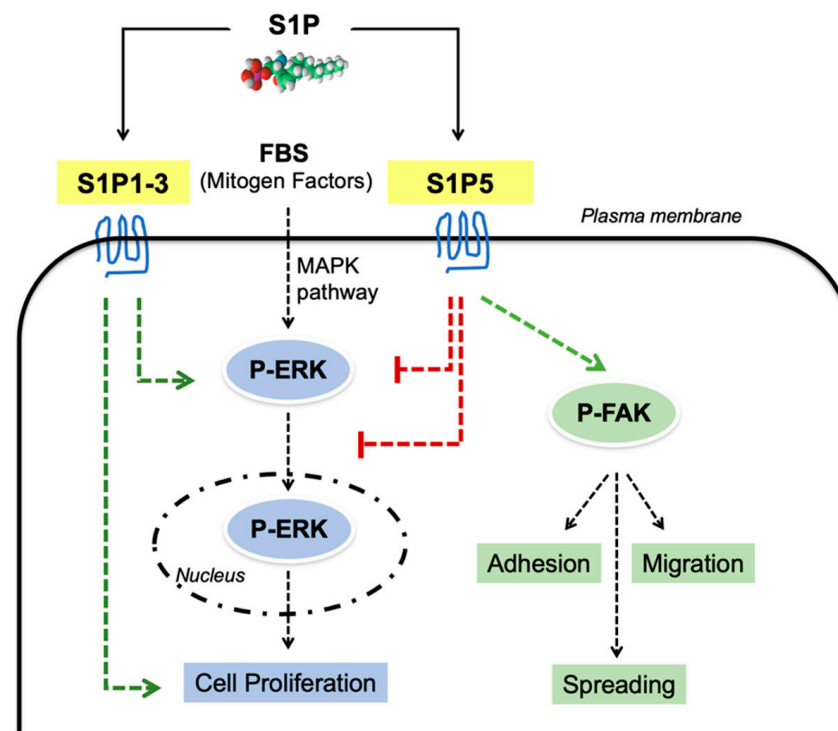 S1P
FBS
(Mitogen Factors)
S1P1-3
S1P5
Plasma membrane
MAPK
pathway
P-ERK
P-FAK
P-ERK
Nucleus
Adhesion
Migration
Cell Proliferation
Spreading